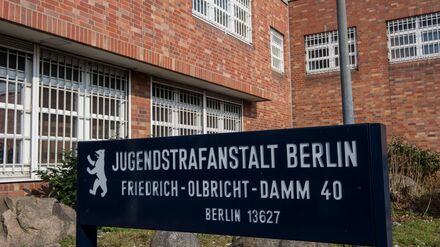 JUGENDSTRAFANSTALT BERLIN
FRIEDRICH-OLBRICHT-DAMM 40
BERLIN 13627